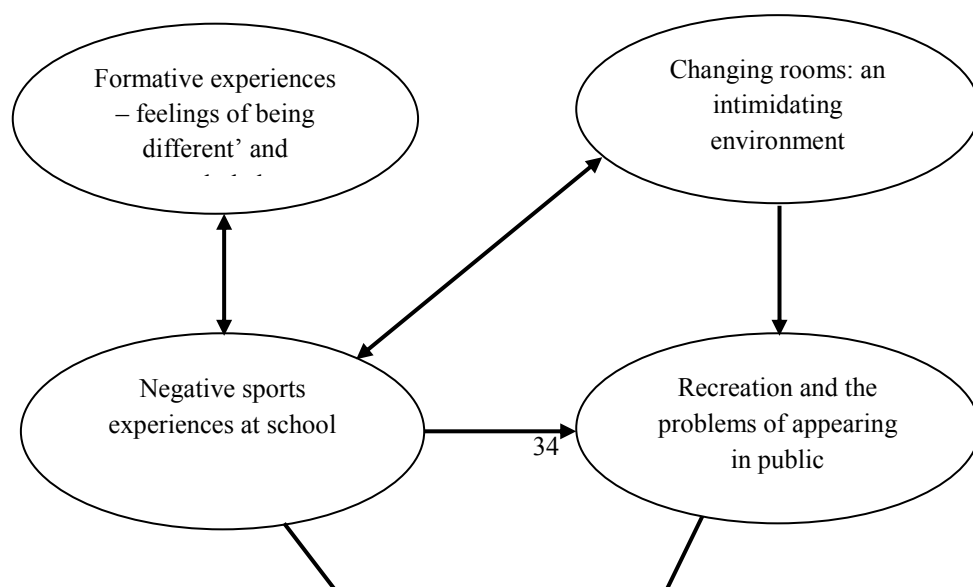 Formative experiences
– feelings of being
different’ and
Changing rooms: an
intimidating
environment
Negative sports
experiences at school
Recreation and the
problems of appearing
in public
34